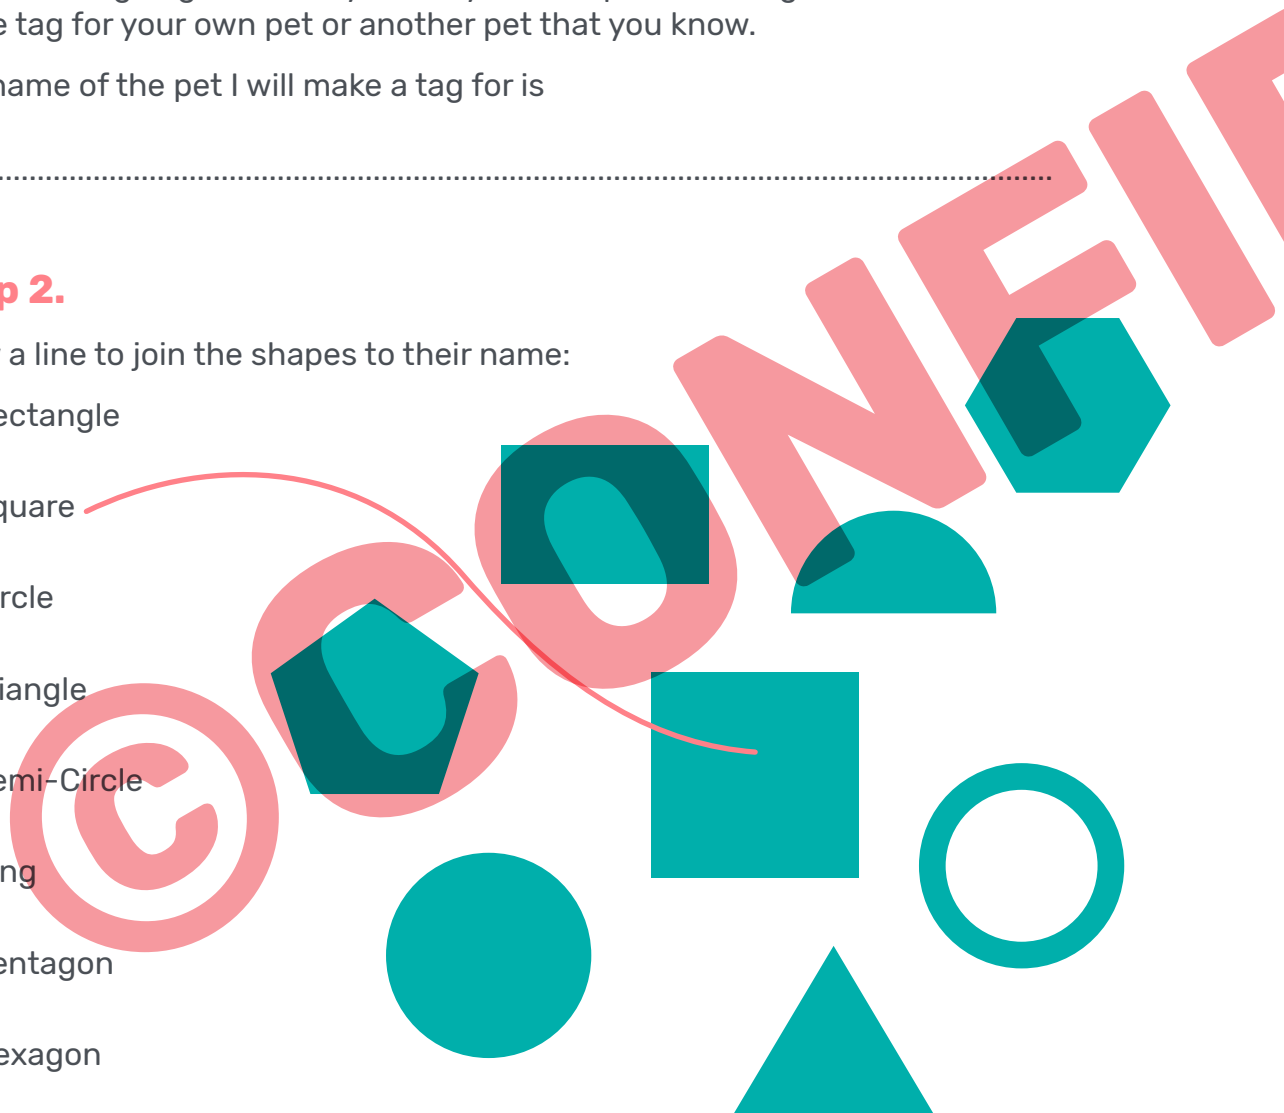 e tag for your own pet or another pet that you know.
name of the pet I will make a tag for is
p 2.
a line to join the shapes to their name:
ectangle
quare
rcle
iangle
emi-Circle
ng
entagon
exagon
© CONFI